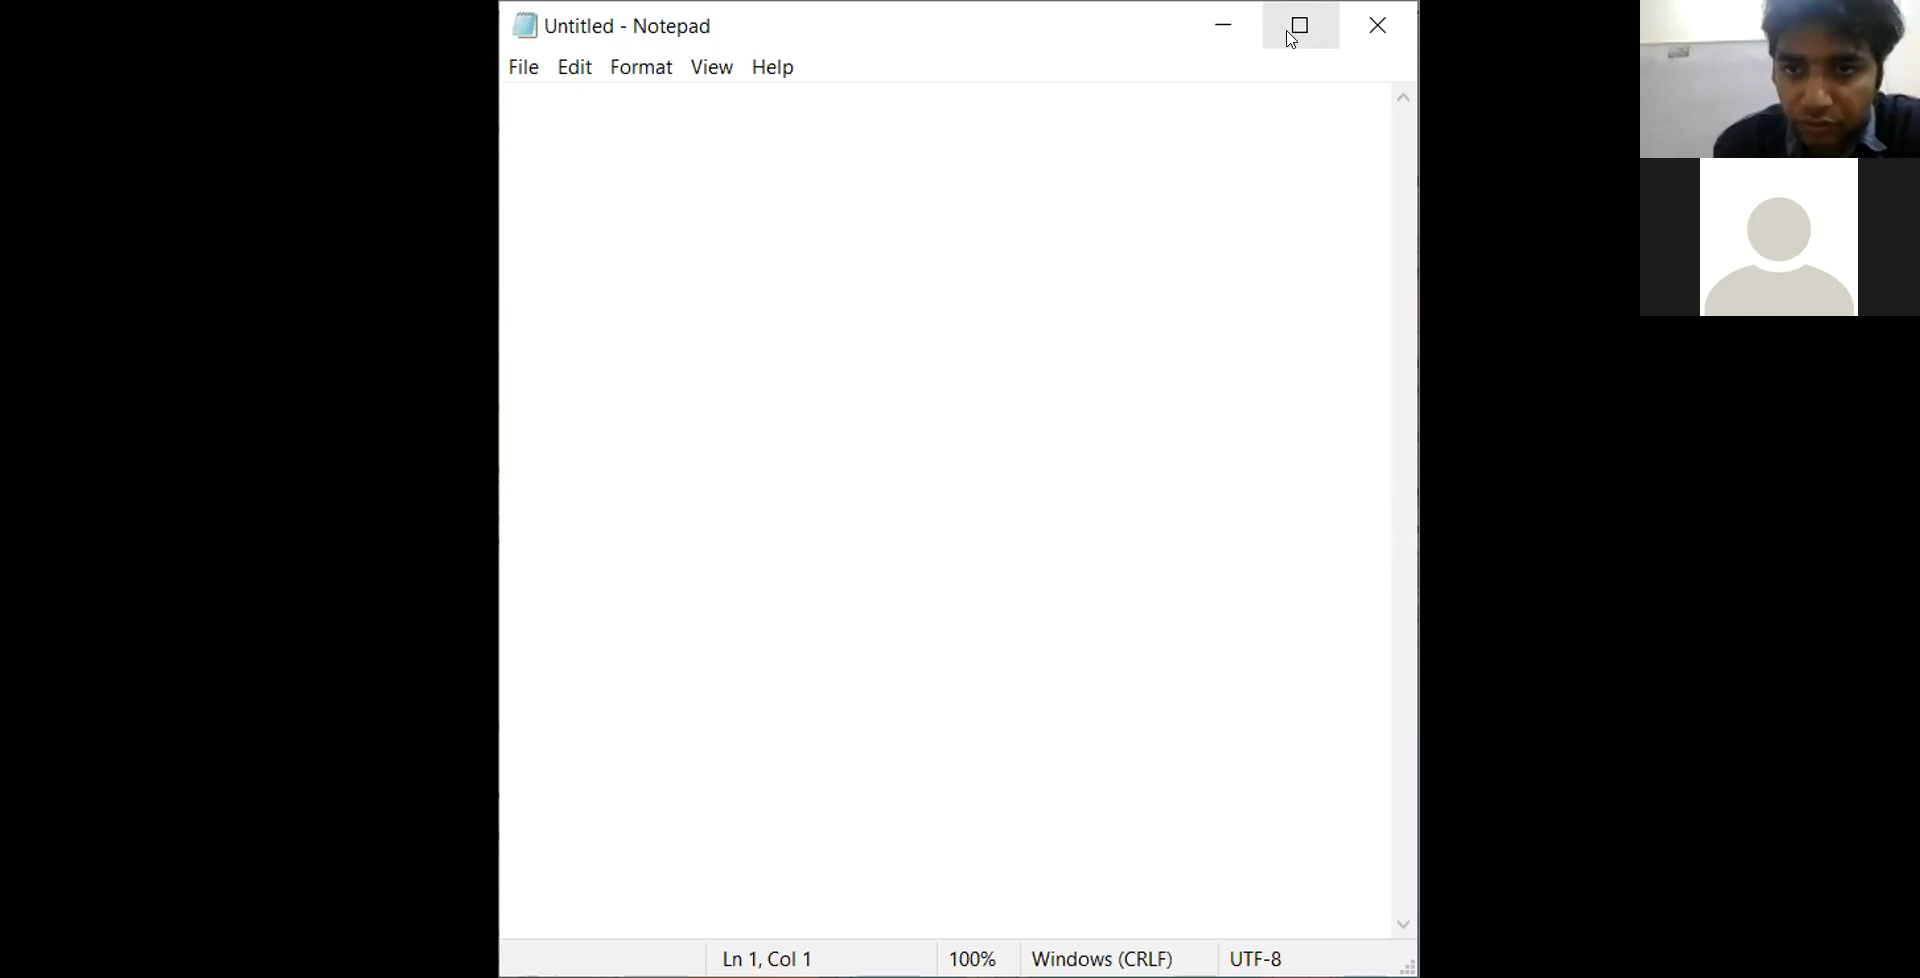 Untitled - Notepad
File Edit Format View Help
Ln 1, Col 1 100% Windows (CRLF) UTF-8